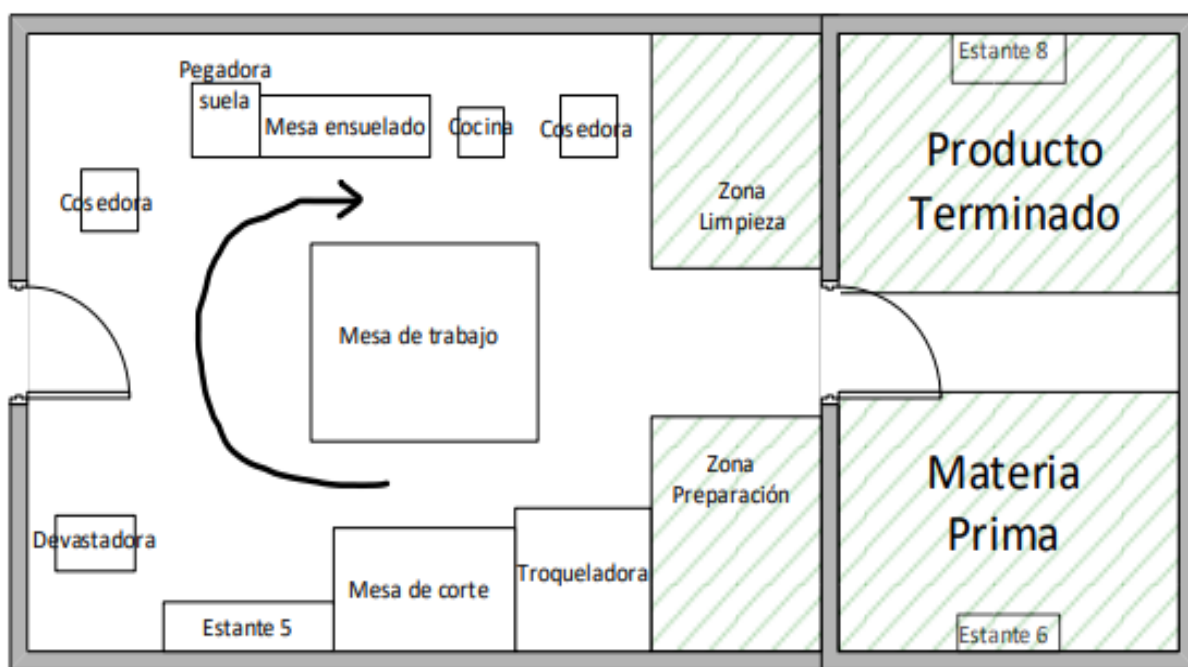 Estante 8
Pegadora
suela
Mesa ensuelado
Cocina
Cosedora
Producto
Terminado
Cosedora
Zona
Limpieza
Mesa de trabajo
Zona
Preparación
Materia
Prima
Devastadora
Troqueladora
Mesa de corte
Estante 5
Estante 6